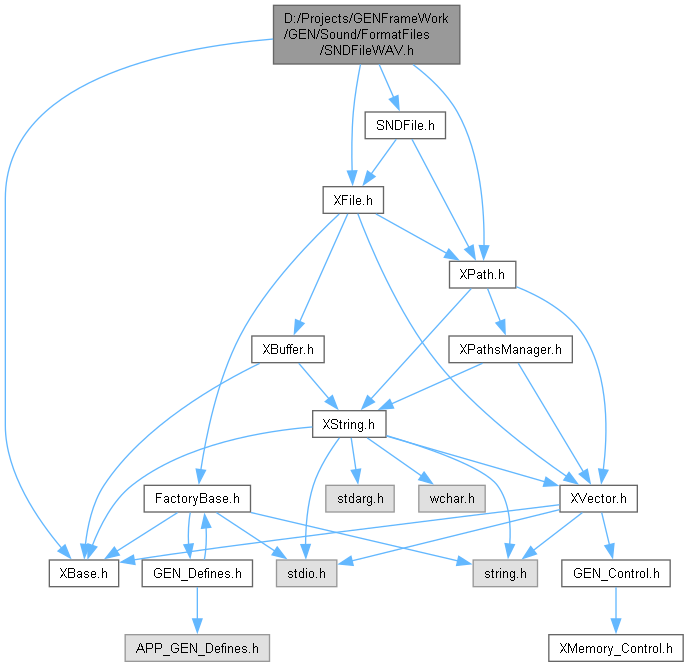 D:/Projects/GENFrameWork
/GEN/Sound/FormatFiles
/SNDFileWAV.h
SNDFile.h
XFile.h
XPath.h
XBuffer.h
XPathsManager.h
XString.h
FactoryBase.h
stdarg.h
wchar.h
XVector.h
XBase.h
GEN_Defines.h
stdio.h
string.h
GEN_Control.h
APP_GEN_Defines.h
XMemory_Control.h